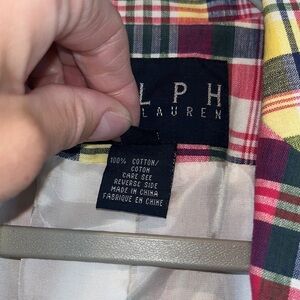 LPH
LAUREN
100% COTTON/
COTON
CARE SEE
REVERSE SIDE
MADE IN CHINA
FABRIQUE EN CHINE